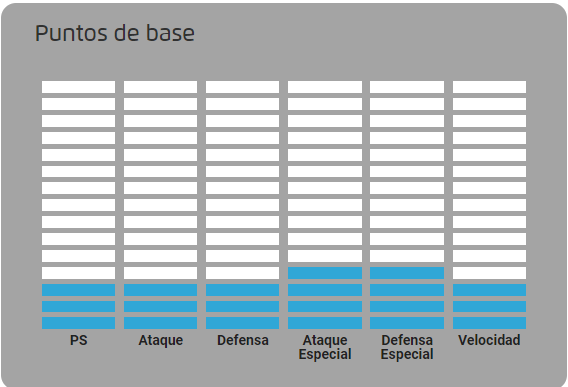 Puntos de base
PS
Ataque
Defensa
Ataque
Especial
Defensa
Especial
Velocidad